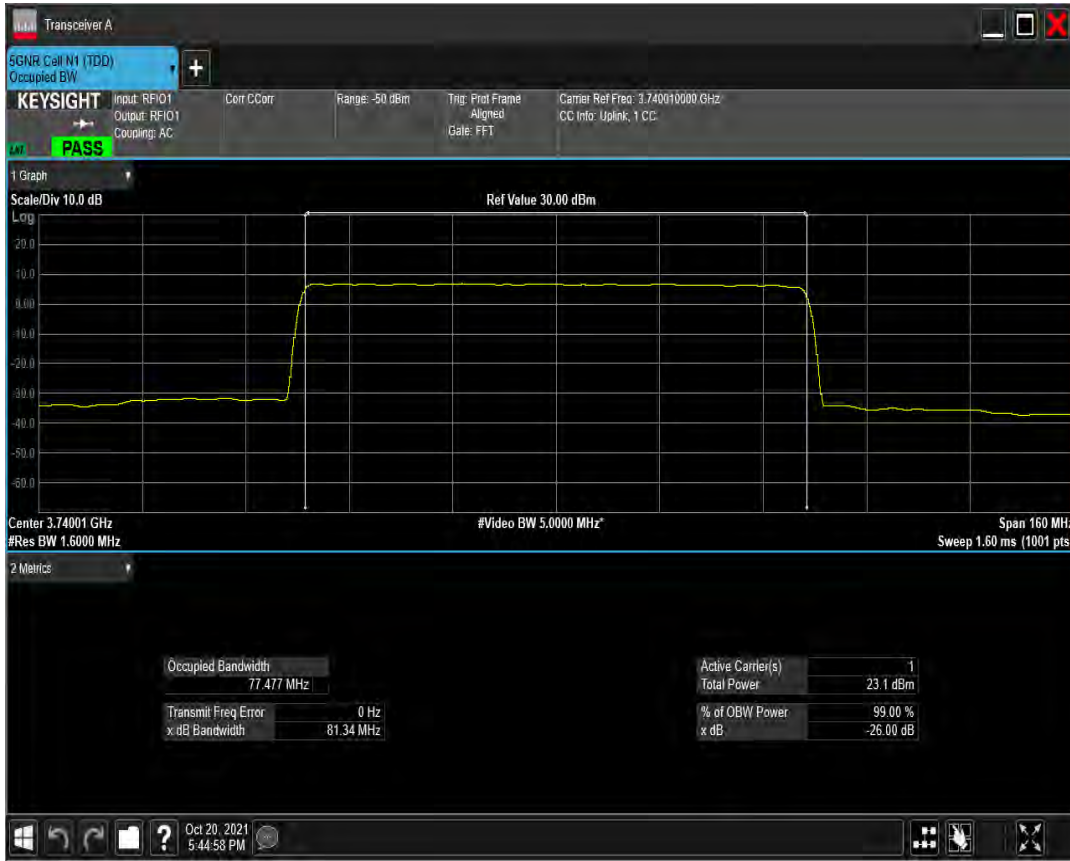 Transceiver A
5GNR Cell N1 (TDD)
Occupied BW
KEYSIGHT
Input: RFIO1
Output: RFIO1
Coupling: AC
Corr CCorr
Range: -50 dBm
Trig: Prot Frame
Aligned
Gate: FFT
Carrier Ref Freq: 3.740010000 GHz
CC Info: Uplink, 1 CC
PASS
1 Graph
Scale/Div 10.0 dB
Ref Value 30.00 dBm
Log
20.0
10.0
0.00
-10.0
-20.0
-30.0
-40.0
-50.0
-60.0
Center 3.74001 GHz
#Video BW 5.0000 MHz*
Span 160 MHz
#Res BW 1.6000 MHz
Sweep 1.60 ms (1001 pts
2 Metrics
Occupied Bandwidth
77.477 MHz
Transmit Freq Error 0 Hz
x dB Bandwidth 81.34 MHz
Active Carrier(s) 1
Total Power 23.1 dBm
% of OBW Power 99.00 %
x dB -26.00 dB
?
Oct 20, 2021
5:44:58 PM